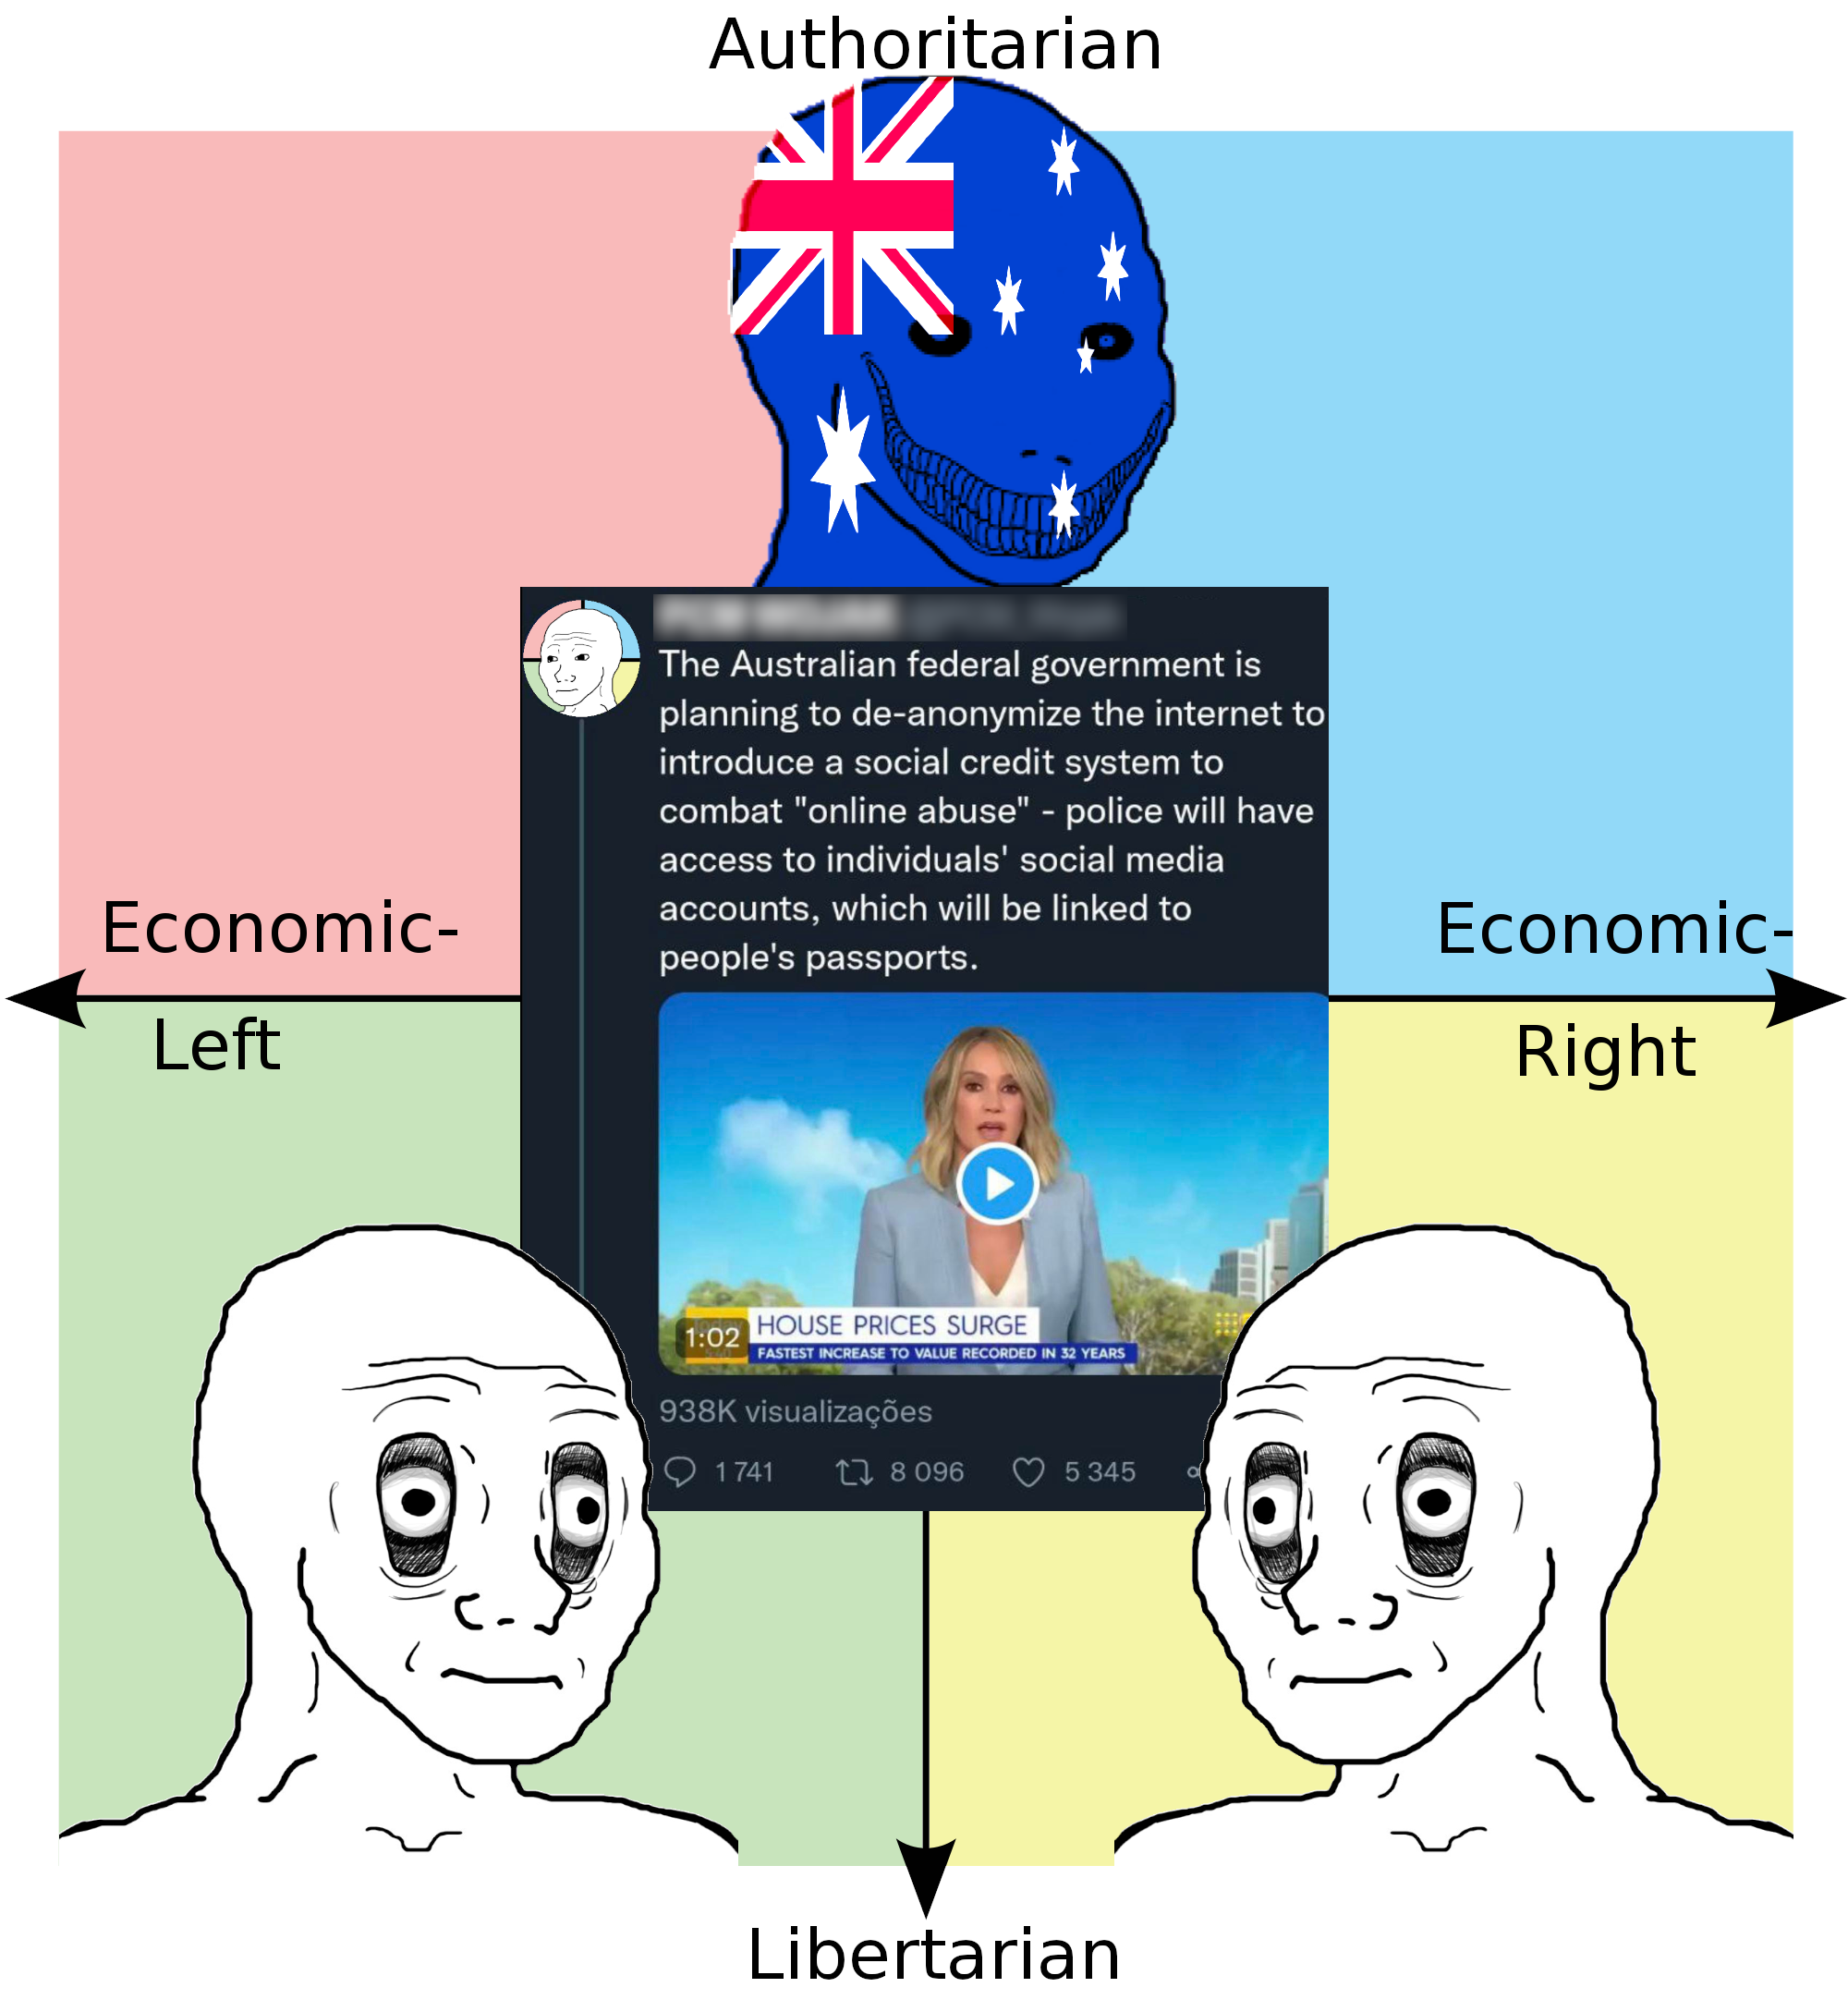 Authoritarian
The Australian federal government is
planning to de-anonymize the internet to
introduce a social credit system to
combat "online abuse" - police will have
access to individuals' social media
accounts, which will be linked to
people's passports.
Economic-
Left
Economic-
Right
1:02
HOUSE PRICES SURGE
FASTEST INCREASE TO VALUE RECORDED IN 32 YEARS
938K visualizações
1 741 8 096 5 345
Libertarian